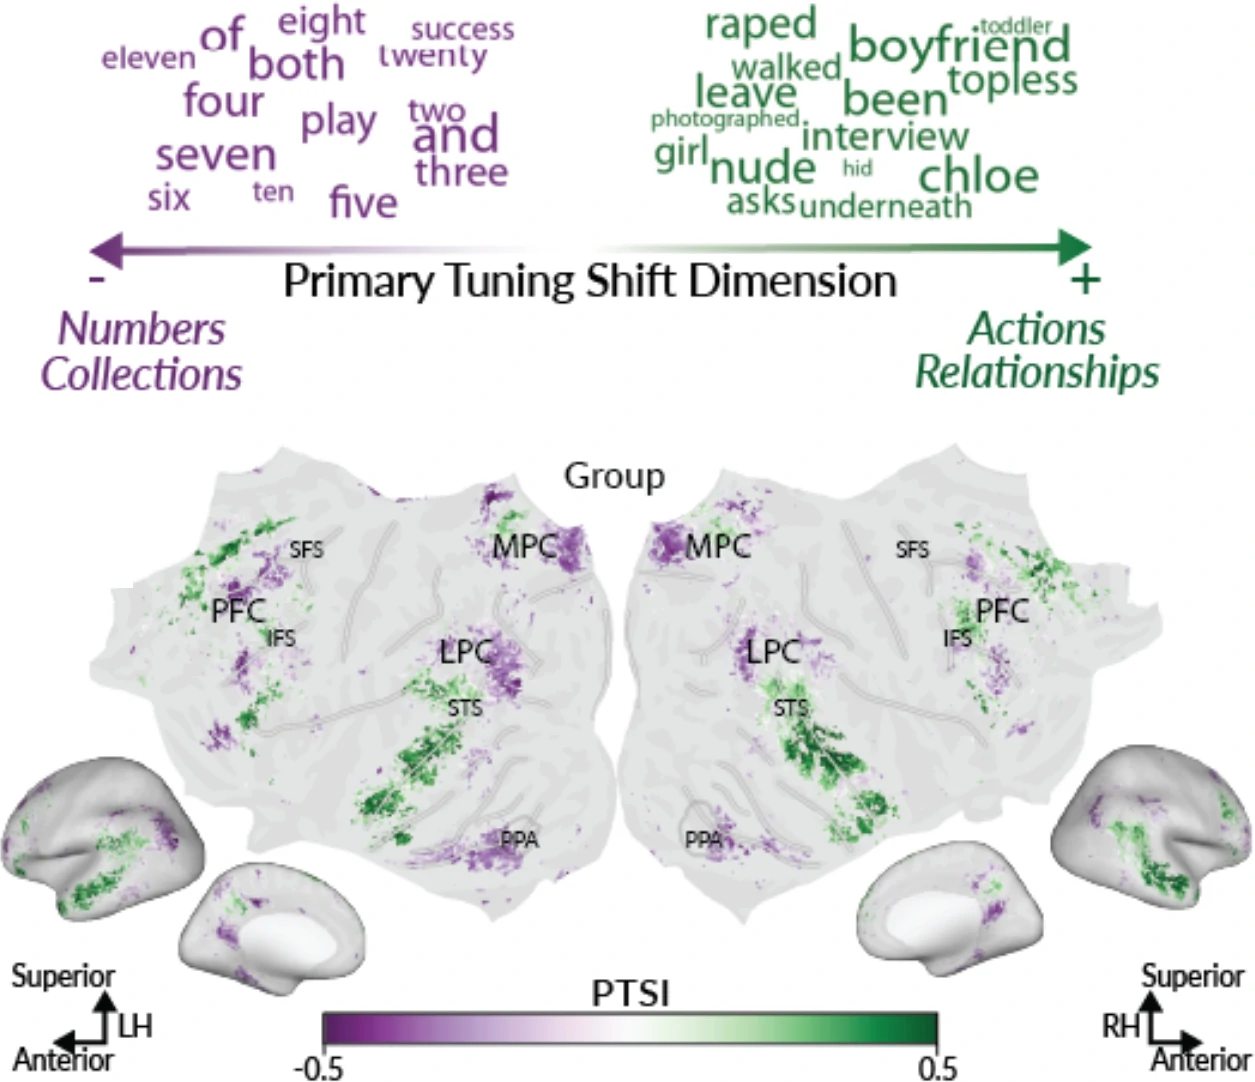 of eight success
eleven both twenty
four play two
and
seven three
six ten five
raped toddler
boyfriend
walked topless
leave been
photographed interview
girl nude hid chloe
asks underneath
- Primary Tuning Shift Dimension +
Numbers
Collections
Actions
Relationships
Group
SFS MPC MPC SFS
PFC PFC
IFS IFS
LPC LPC
STS STS
PPA PPA
Superior
LH
Anterior
Superior
RH
Anterior
PTSI
-0.5 0.5